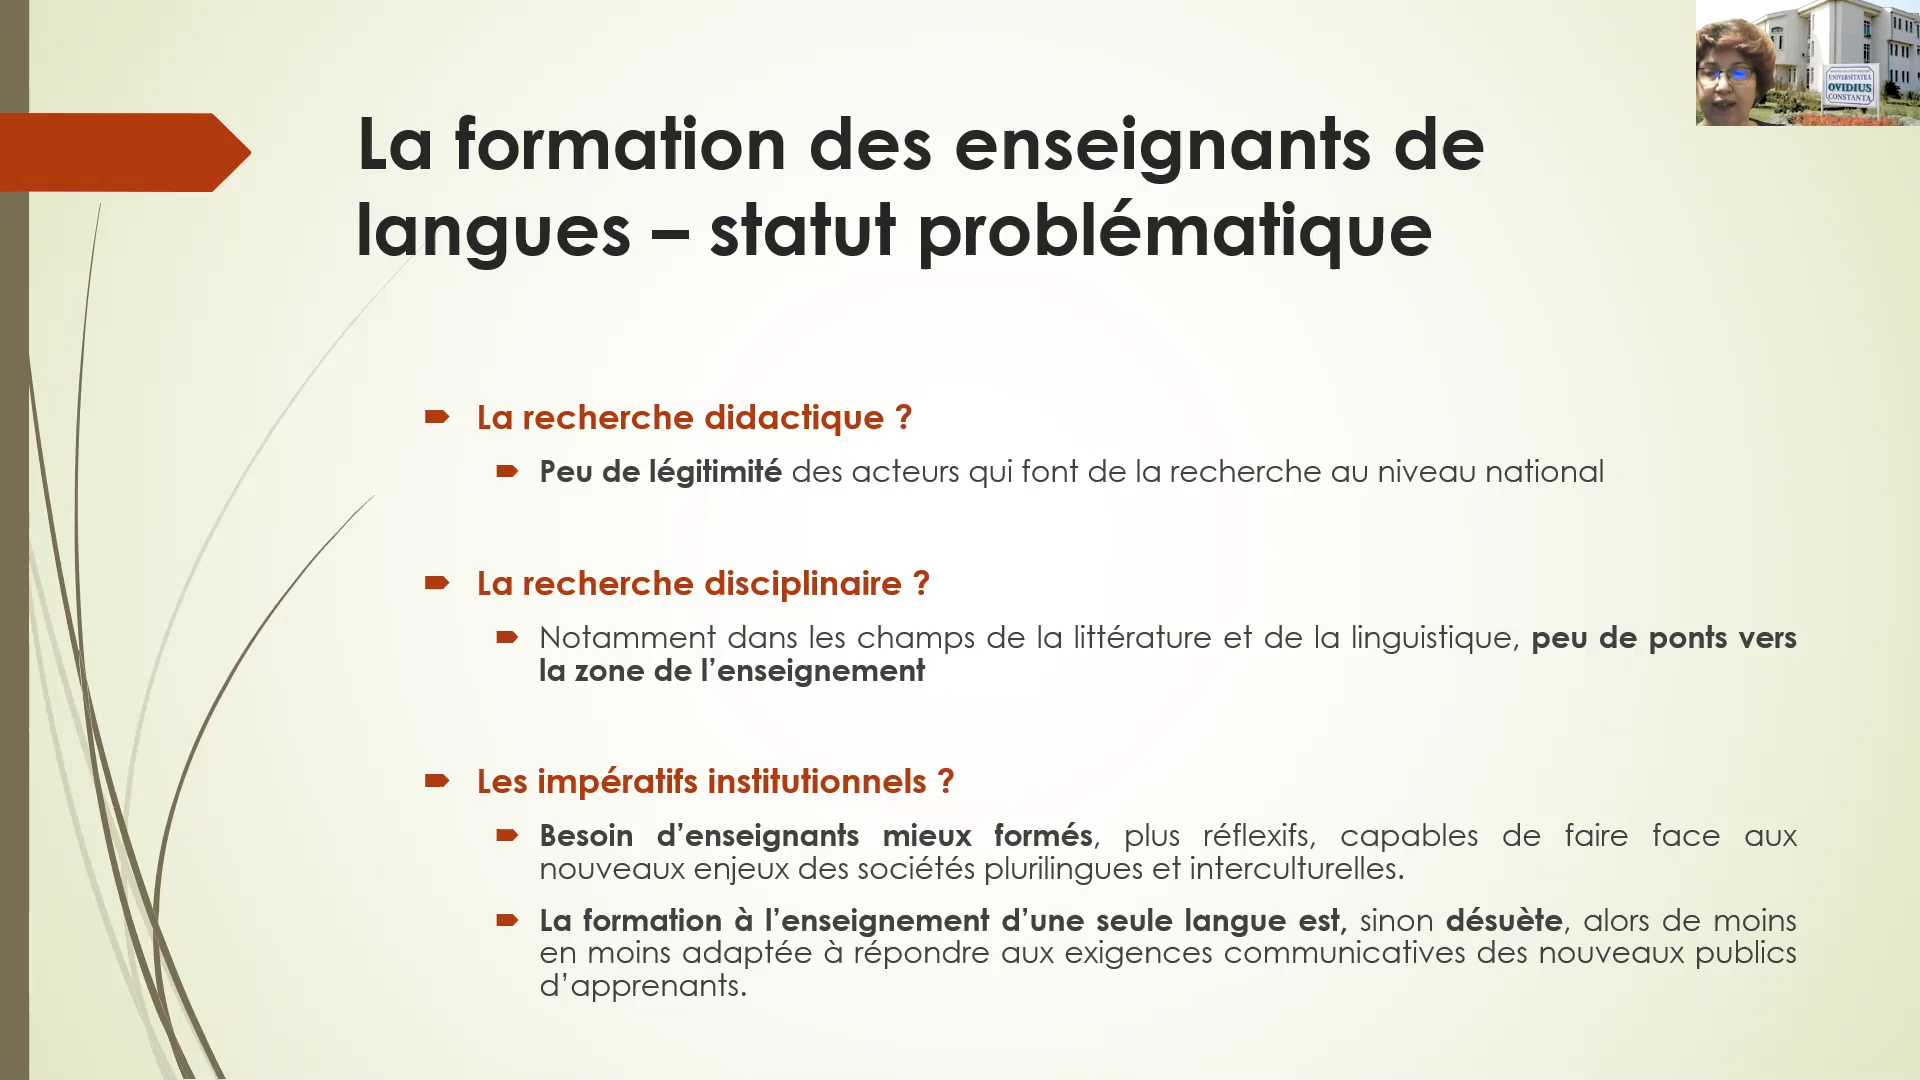 La formation des enseignants de
langues – statut problématique
La recherche didactique ?
Peu de légitimité des acteurs qui font de la recherche au niveau national
La recherche disciplinaire ?
Notamment dans les champs de la littérature et de la linguistique, peu de ponts vers
la zone de l’enseignement
Les impératifs institutionnels ?
Besoin d’enseignants mieux formés, plus réflexifs, capables de faire face aux
nouveaux enjeux des sociétés plurilingues et interculturelles.
La formation à l’enseignement d’une seule langue est, sinon désuète, alors de moins
en moins adaptée à répondre aux exigences communicatives des nouveaux publics
d’apprenants.
UNIVERSITATEA
OVIDIUS
CONSTANTA